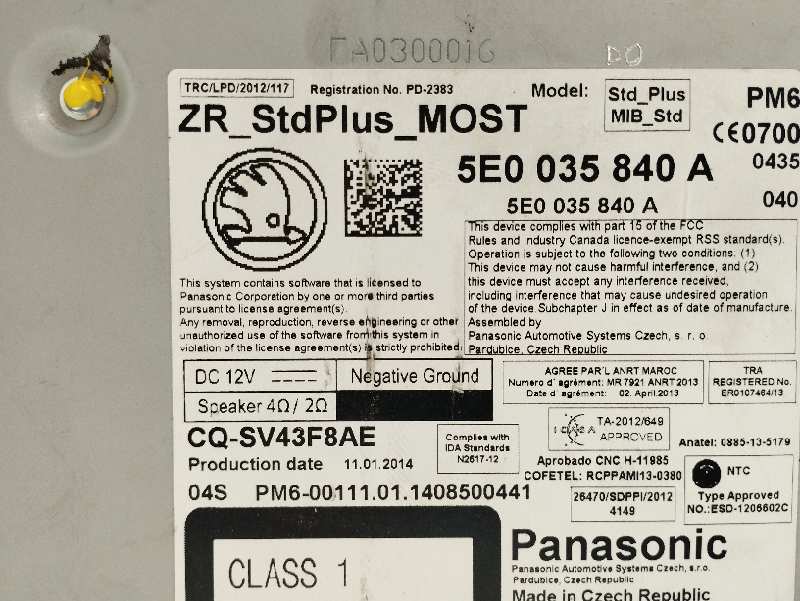 FA030001G
DQ
TRC/LPD/2012/117
Registration No. PD-2383
Model:
Std_Plus
MIB_Std
PM6
ZR_StdPlus_MOST
CE0700
5E0 035 840 A
0435
5E0 035 840 A
040
This device complies with part 15 of the FCC
Rules and Industry Canada licence-exempt RSS standard(s).
Operation is subject to the following two conditions. (1)
This device may not cause harmful interference, and (2)
this device must accept any interference received,
including interference that may cause undesired operation
of the device. Subchapter J in effect as of date of manufacture.
Assembled by
Panasonic Automotive Systems Czech, s. r. o.
Pardubice, Czech Republic
This system contains software that is licensed to
Panasonic Corporation by one or more third parties
pursuant to license agreement(s).
Any removal, reproduction, reverse engineering or other
unauthorized use of the software from this system in
violation of the license agreement(s) is strictly prohibited.
DC 12V
Negative Ground
Speaker 4Ω/ 2Ω
AGREE PAR'L ANRT MAROC
Numero d'agrément: MR 7921 ANRT2013
Date d'agrément: 02. April.2013
TRA
REGISTERED No.
ER0107464/13
CQ-SV43F8AE
Complies with
IDA Standards
N2617-12
TA-2012/649
APPROVED
Anatel: 0885-13-5179
Production date 11.01.2014
Aprobado CNC H-11985
COFETEL: RCPPAMI13-0380
NTC
Type Approved
NO.:ESD-1206602C
04S PM6-00111.01.1408500441
26470/SDPPI/2012
4149
CLASS 1
Panasonic
Panasonic Automotive Systems Czech, s.r.o.
Pardubice, Czech Republic
Made in Czech Republic